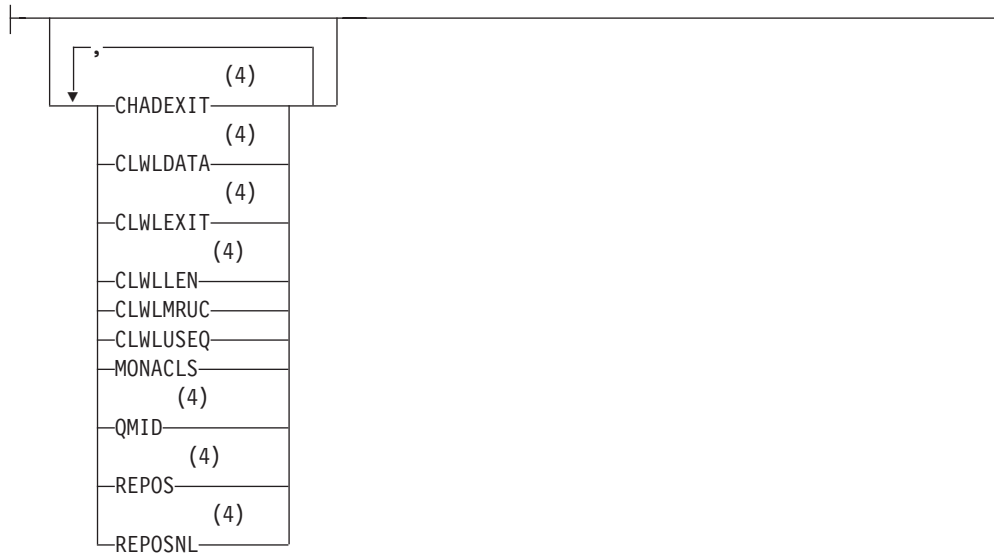 ,
(4)
CHADEXIT
(4)
CLWLDATA
(4)
CLWLEXIT
(4)
CLWLLEN
CLWLMRUC
CLWLUSEQ
MONACLS
(4)
QMID
(4)
REPOS
(4)
REPOSNL